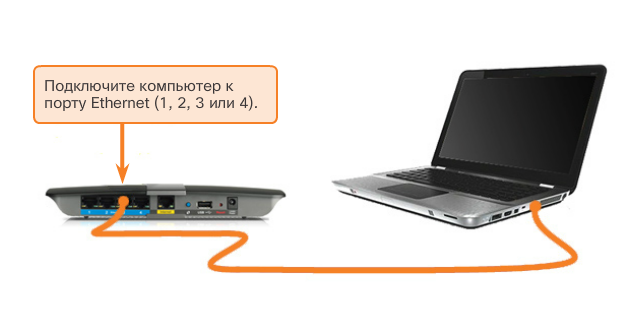 Подключите компьютер к
порту Ethernet (1, 2, 3 или 4).